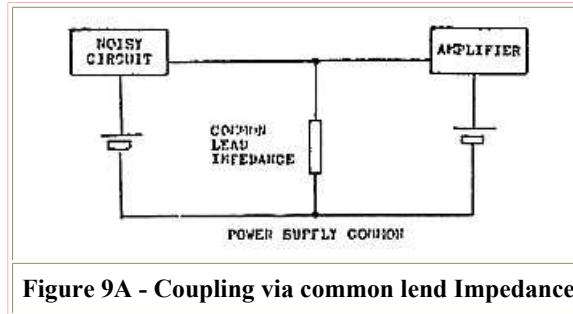 NOISY
CIRCUIT
AMPLIFIER
COMMON
LEAD
IMPEDANCE
POWER SUPPLY COMMON
Figure 9A - Coupling via common lend Impedance